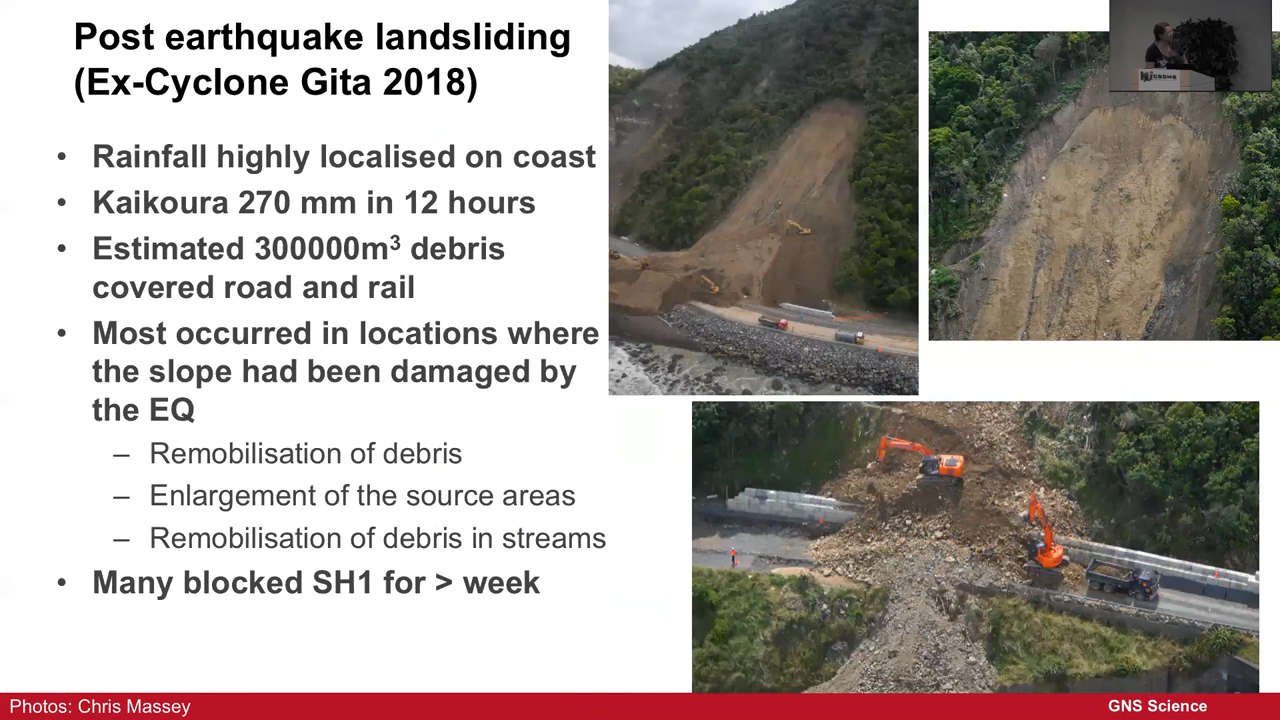 Post earthquake landsliding
(Ex-Cyclone Gita 2018)
• Rainfall highly localised on coast
• Kaikoura 270 mm in 12 hours
• Estimated 300000m³ debris
covered road and rail
• Most occurred in locations where
the slope had been damaged by
the EQ
– Remobilisation of debris
– Enlargement of the source areas
– Remobilisation of debris in streams
• Many blocked SH1 for > week
CSDMS
Photos: Chris Massey
GNS Science